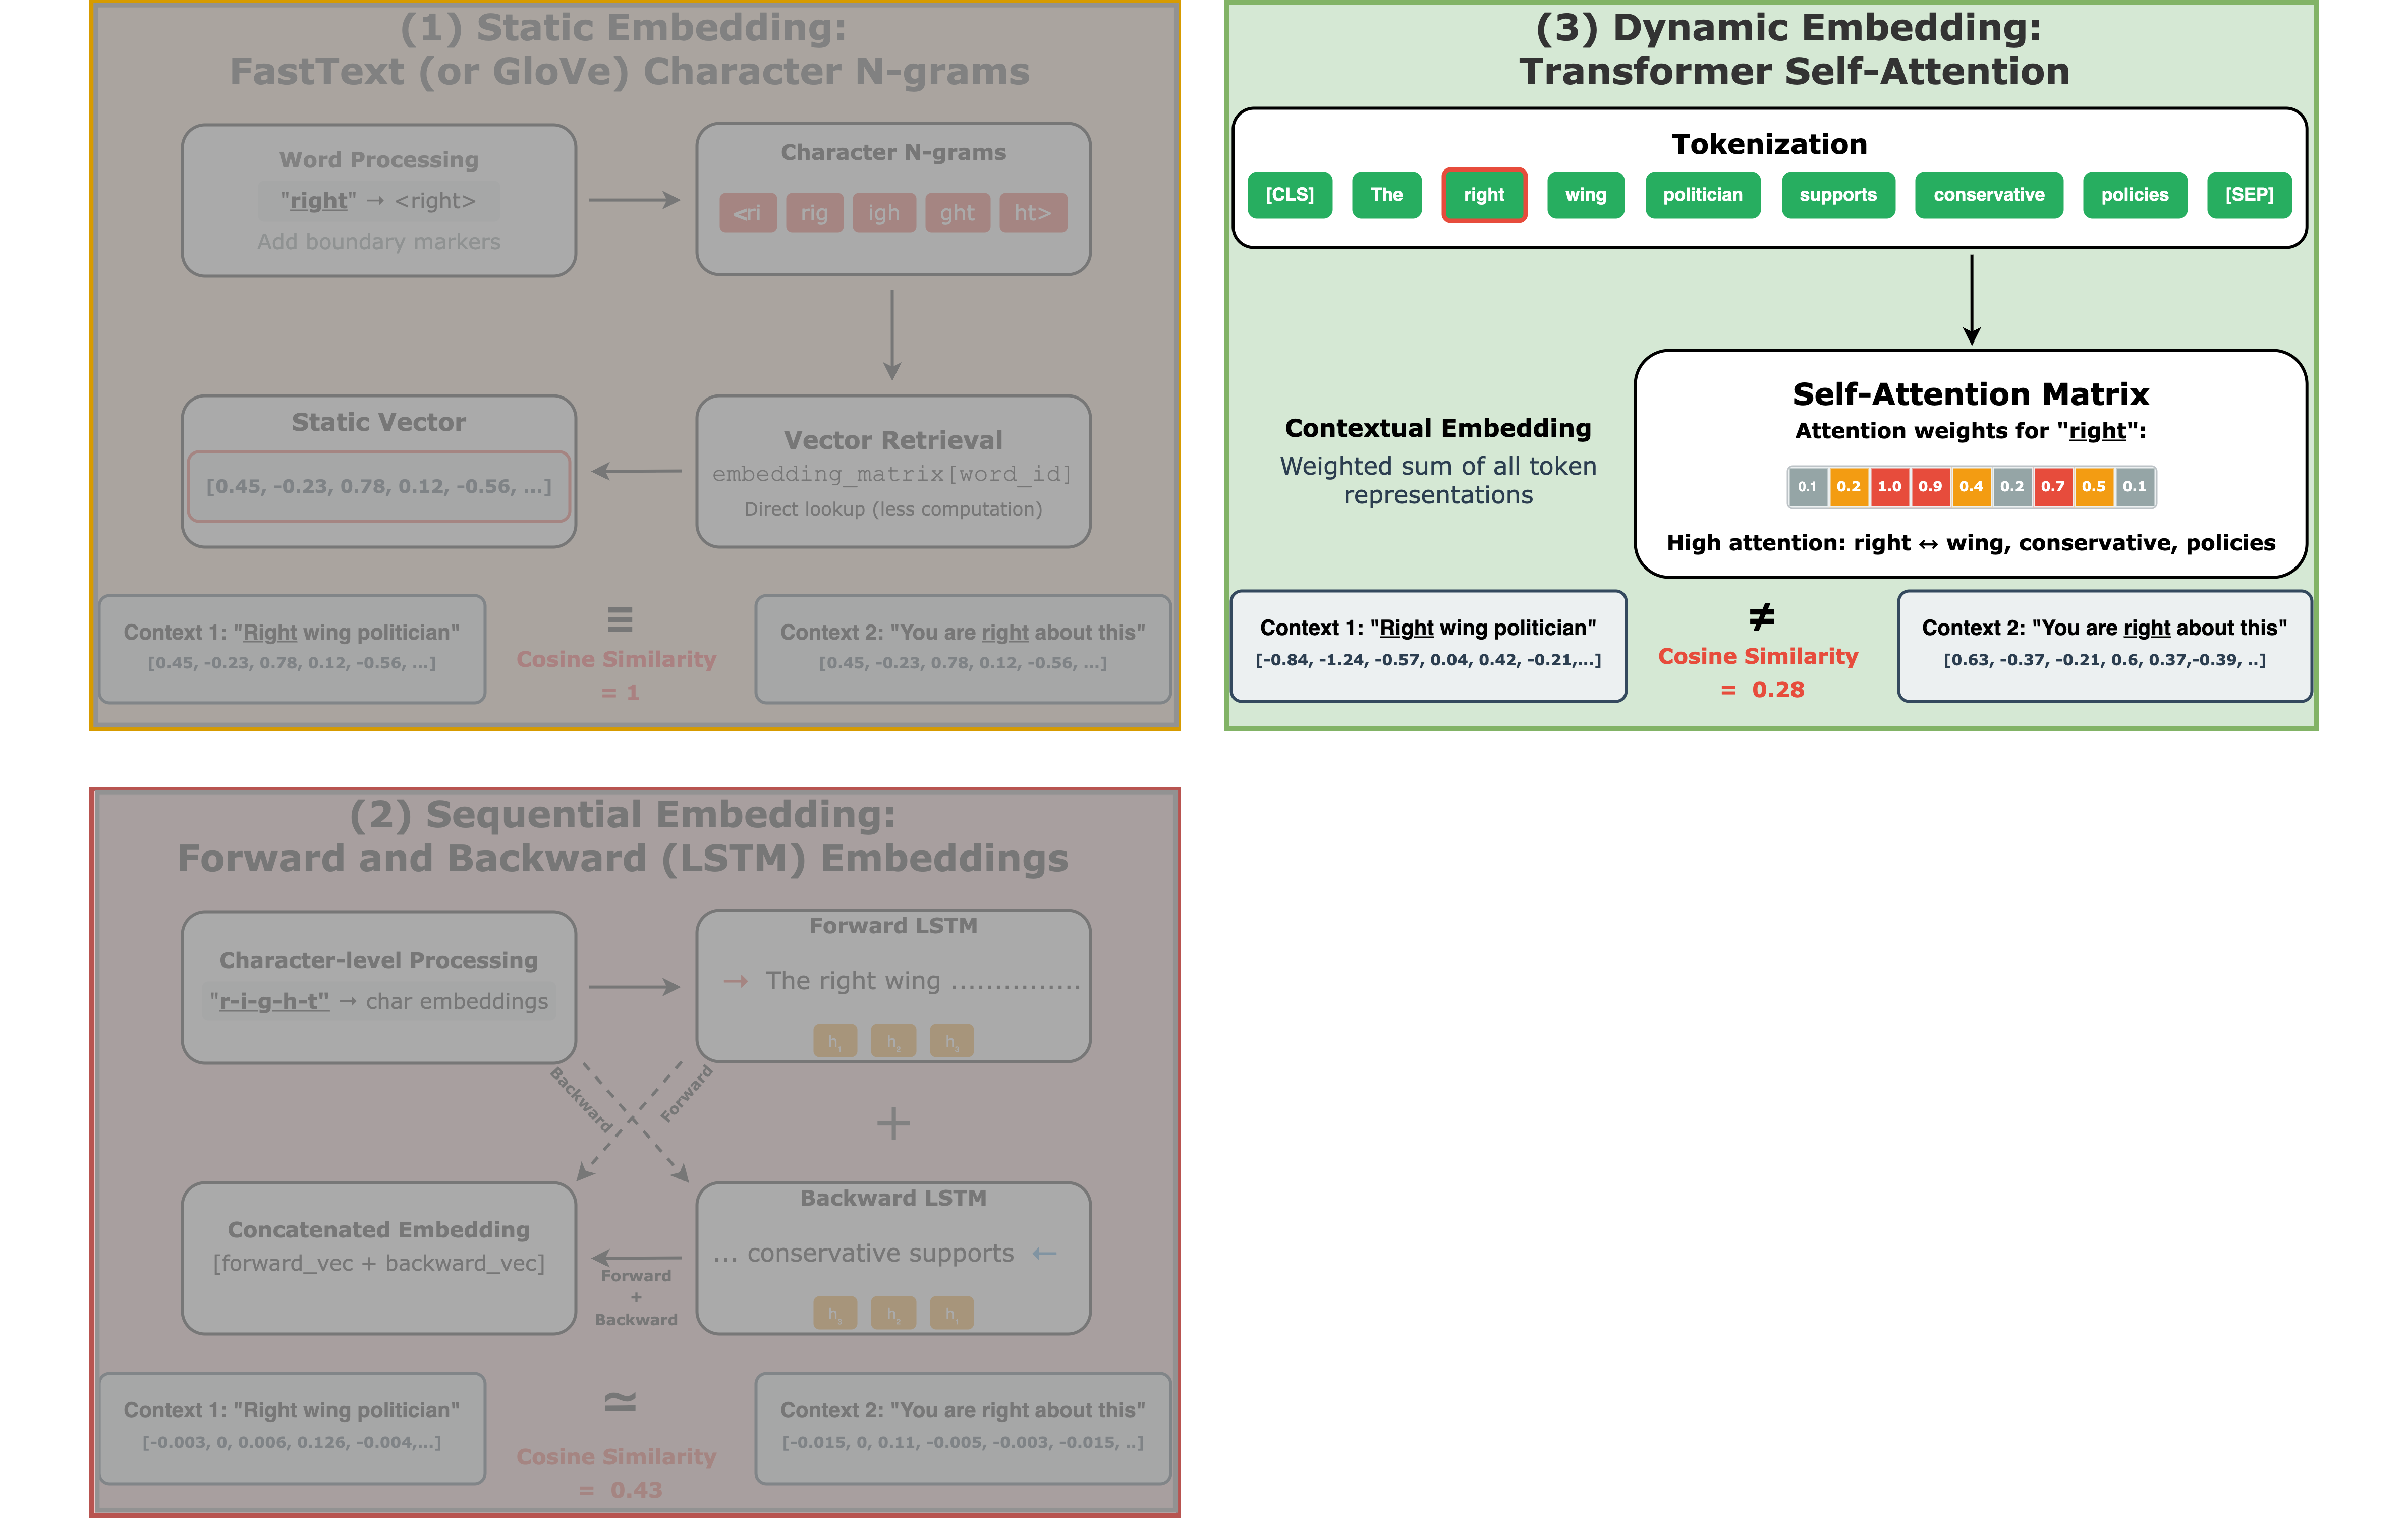 (1) Static Embedding:
FastText (or GloVe) Character N-grams
Word Processing
"right" → <right>
Add boundary markers
Character N-grams
<ri rig igh ght ht>
Static Vector
[0.45, -0.23, 0.78, 0.12, -0.56, ...]
Vector Retrieval
embedding_matrix[word_id]
Direct lookup (less computation)
Context 1: "Right wing politician"
[0.45, -0.23, 0.78, 0.12, -0.56, ...]
≡
Cosine Similarity
= 1
Context 2: "You are right about this"
[0.45, -0.23, 0.78, 0.12, -0.56, ...]
(3) Dynamic Embedding:
Transformer Self-Attention
Tokenization
[CLS] The right wing politician supports conservative policies [SEP]
Contextual Embedding
Weighted sum of all token
representations
Self-Attention Matrix
Attention weights for "right":
0.1 0.2 1.0 0.9 0.4 0.2 0.7 0.5 0.1
High attention: right ↔ wing, conservative, policies
Context 1: "Right wing politician"
[-0.84, -1.24, -0.57, 0.04, 0.42, -0.21,...]
≠
Cosine Similarity
= 0.28
Context 2: "You are right about this"
[0.63, -0.37, -0.21, 0.6, 0.37,-0.39, ..]
(2) Sequential Embedding:
Forward and Backward (LSTM) Embeddings
Character-level Processing
"r-i-g-h-t" → char embeddings
Forward LSTM
→ The right wing ...............
h₁ h₂ h₃
Backward
Forward
+
Concatenated Embedding
[forward_vec + backward_vec]
Forward
+
Backward
Backward LSTM
... conservative supports ←
h₃ h₂ h₁
Context 1: "Right wing politician"
[-0.003, 0, 0.006, 0.126, -0.004,...]
≃
Cosine Similarity
= 0.43
Context 2: "You are right about this"
[-0.015, 0, 0.11, -0.005, -0.003, -0.015, ..]